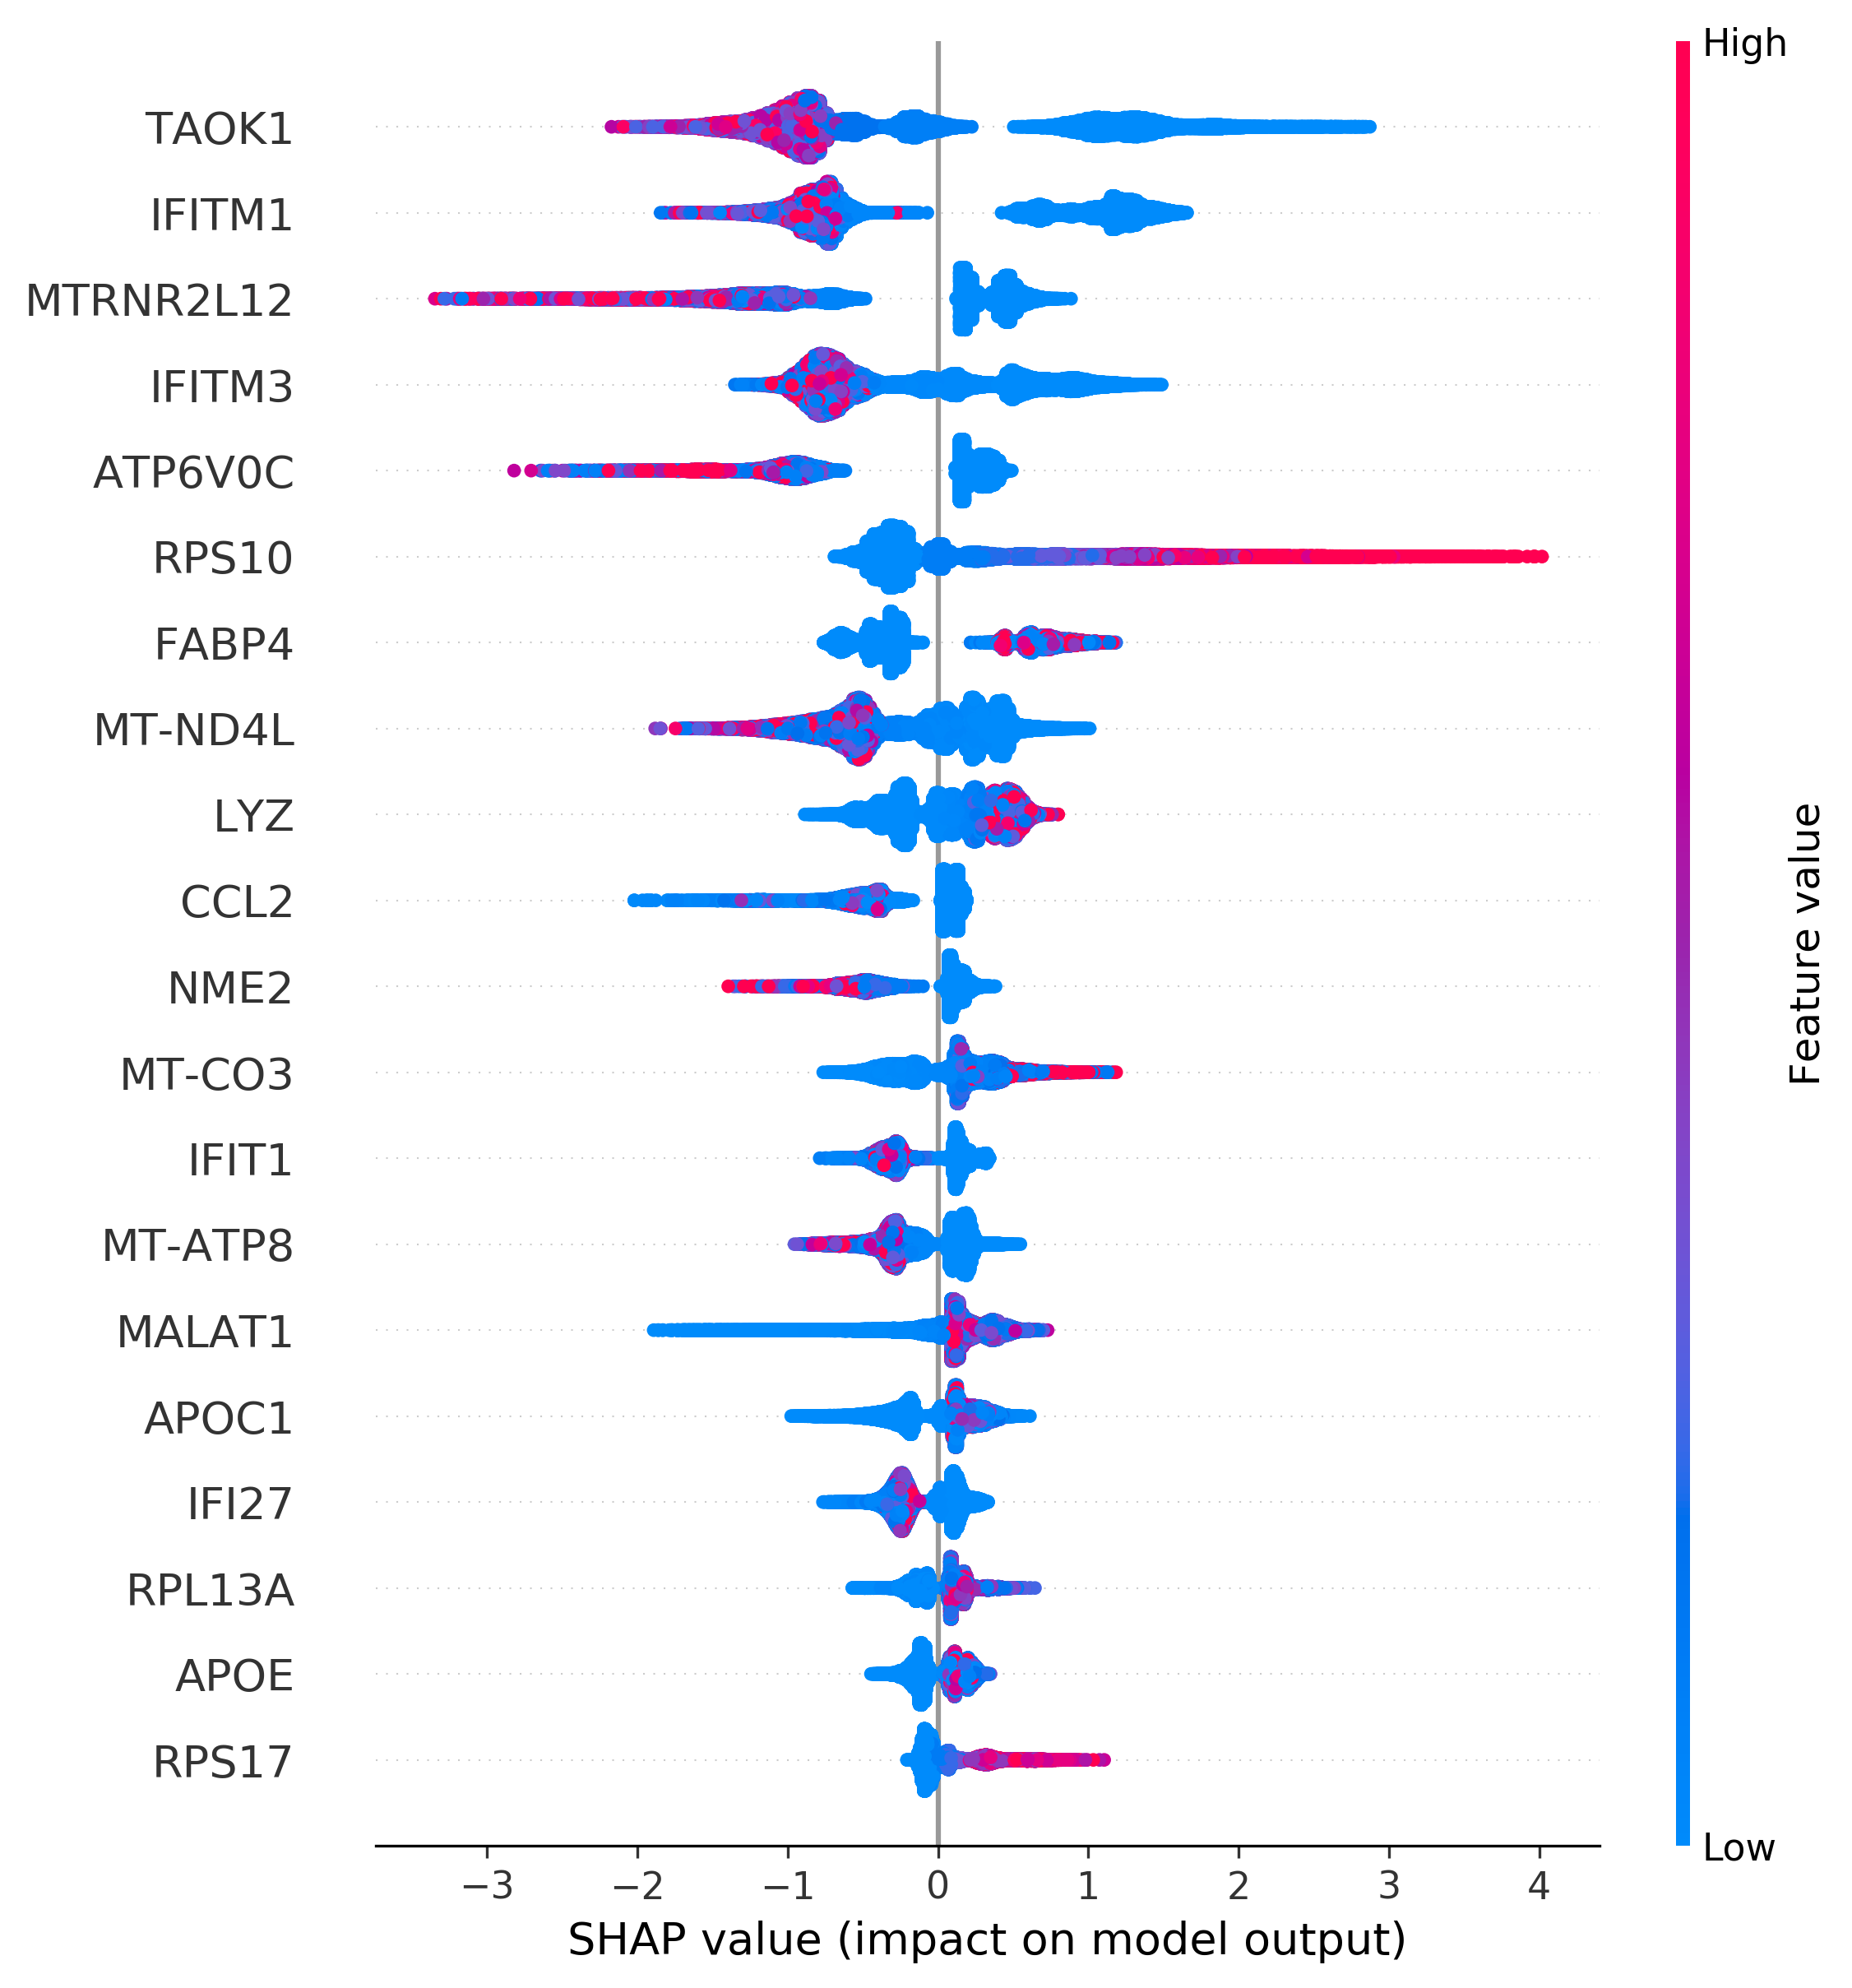 High
TAOK1
IFITM1
MTRNR2L12
IFITM3
ATP6V0C
RPS10
FABP4
MT-ND4L
LYZ
CCL2
NME2
MT-CO3
IFIT1
MT-ATP8
MALAT1
APOC1
IFI27
RPL13A
APOE
RPS17
Feature value
Low
−3 −2 −1 0 1 2 3 4
SHAP value (impact on model output)